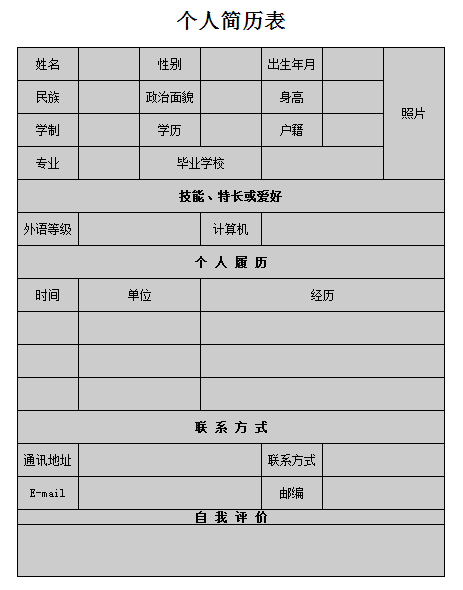 个人简历表
姓名 性别 出生年月 照片
民族 政治面貌 身高
学制 学历 户籍
专业 毕业学校
技能、特长或爱好
外语等级 计算机
个 人 履 历
时间 单位 经历
联 系 方 式
通讯地址 联系方式
E-mail 邮编
自 我 评 价